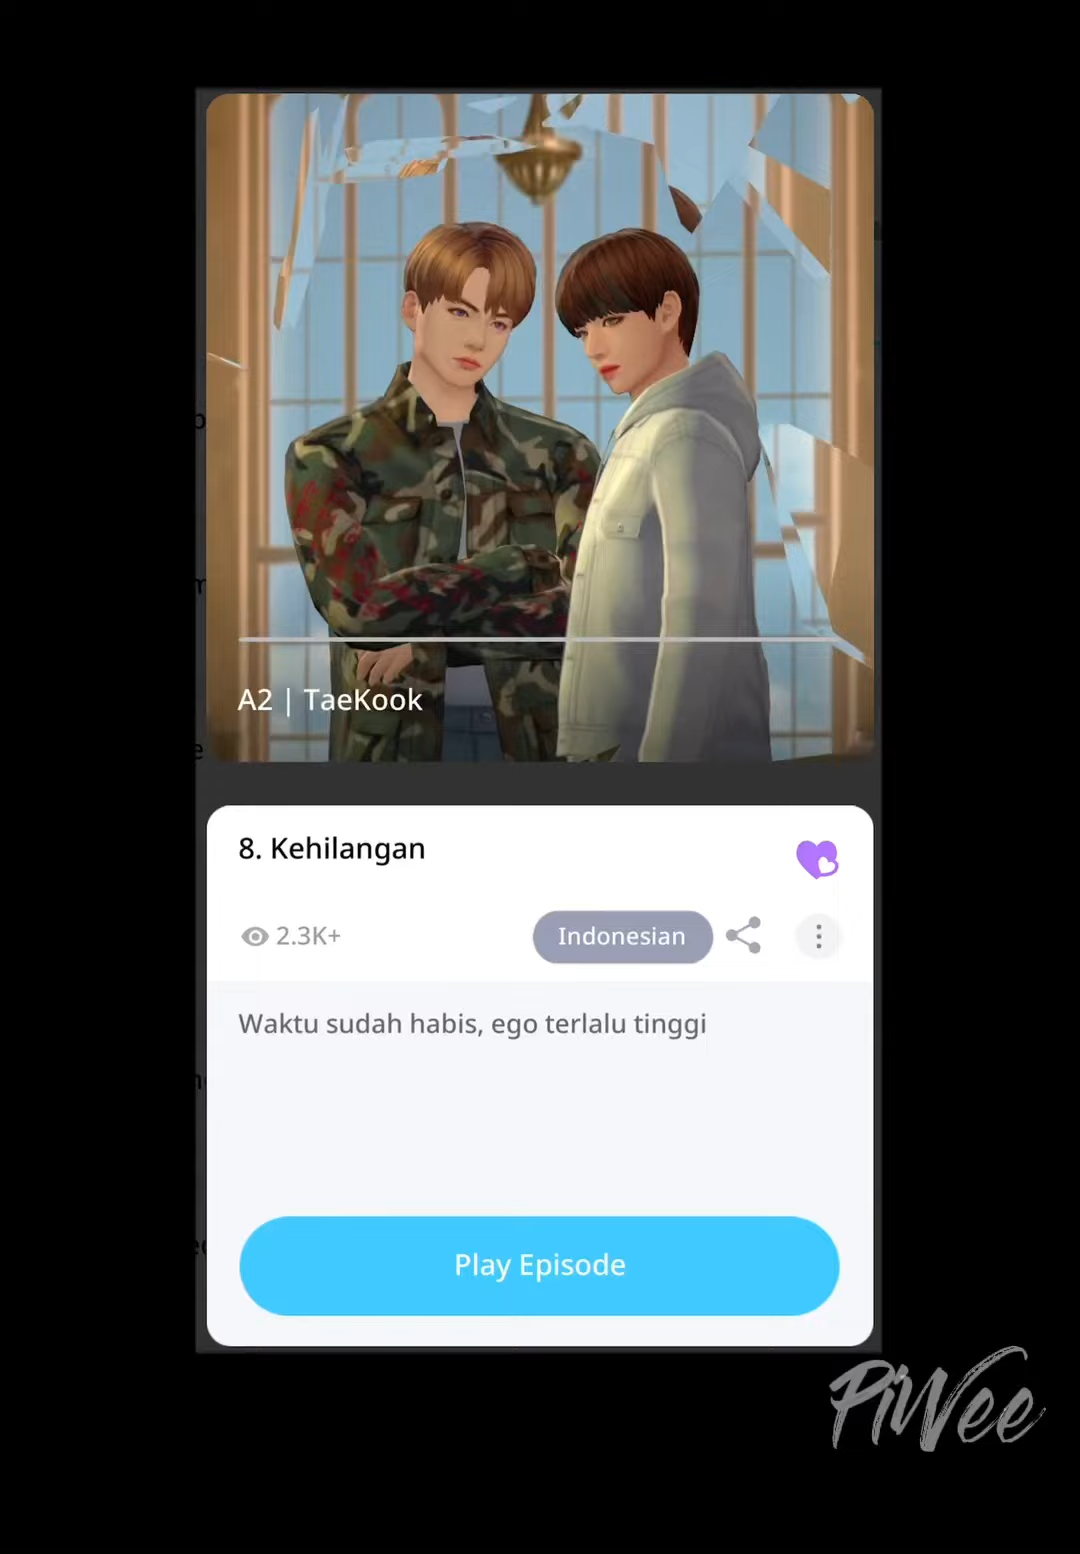 A2 | TaeKook
8. Kehilangan
2.3K+
Indonesian
Waktu sudah habis, ego terlalu tinggi
Play Episode
PiWee